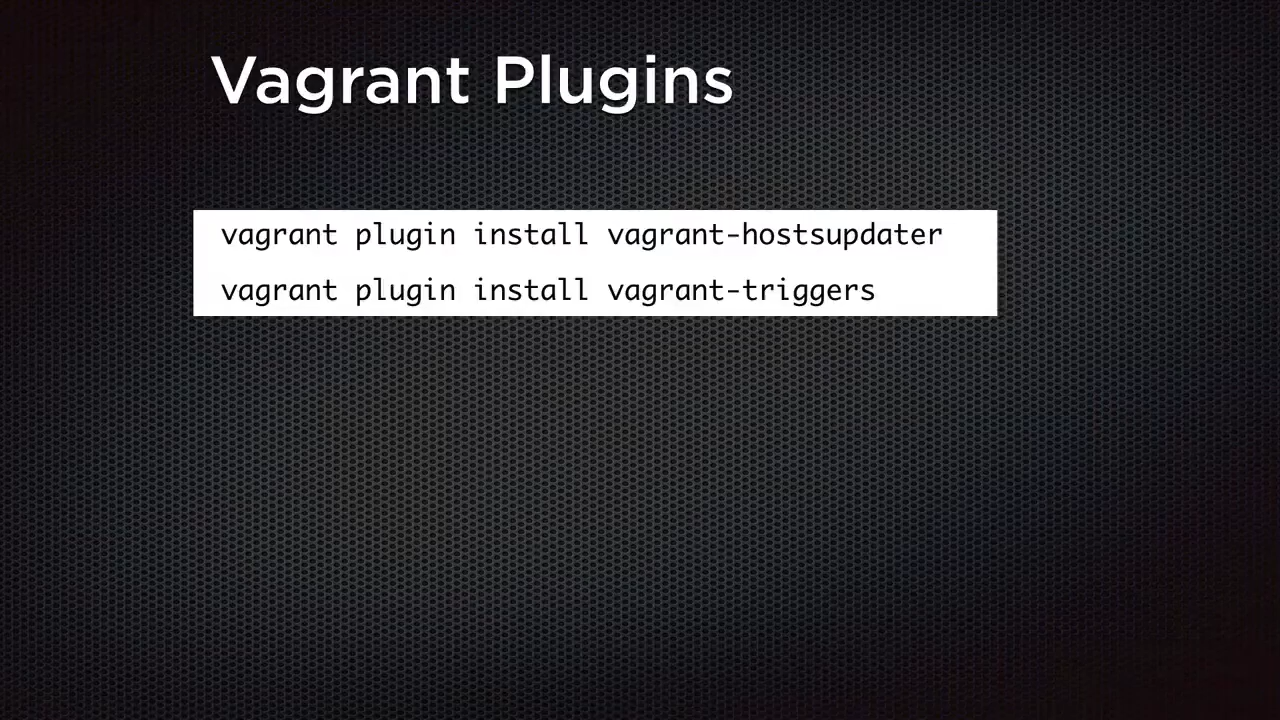 Vagrant Plugins
vagrant plugin install vagrant-hostsupdater
vagrant plugin install vagrant-triggers